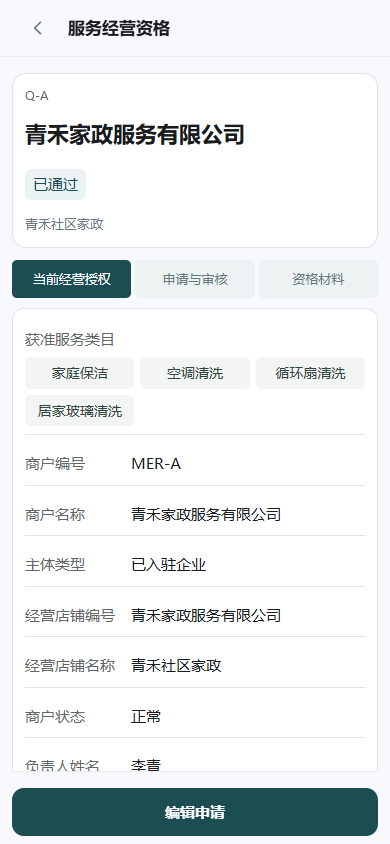 服务经营资格
Q-A
青禾家政服务有限公司
已通过
青禾社区家政
当前经营授权 申请与审核 资格材料
获准服务类目
家庭保洁 空调清洗 循环扇清洗
居家玻璃清洗
商户编号 MER-A
商户名称 青禾家政服务有限公司
主体类型 已入驻企业
经营店铺编号 青禾家政服务有限公司
经营店铺名称 青禾社区家政
商户状态 正常
负责人姓名 李青
编辑申请